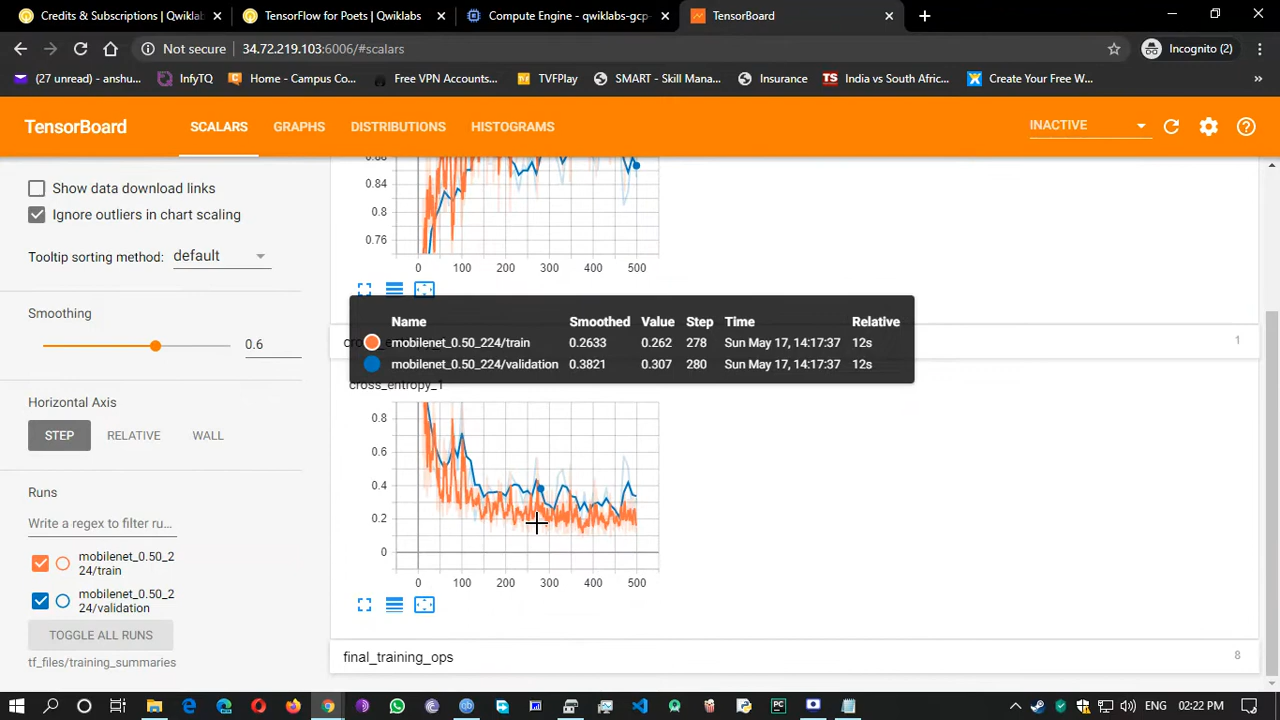 Credits & Subscriptions | Qwiklab
TensorFlow for Poets | Qwiklabs
Compute Engine - qwiklabs-gcp-
TensorBoard
Not secure
34.72.219.103:6006/#scalars
Incognito (2)
(27 unread) - anshu...
InfyTQ
Home - Campus Co...
Free VPN Accounts...
TVFPlay
SMART - Skill Mana...
Insurance
TS
India vs South Afric...
Create Your Free W...
TensorBoard
SCALARS
GRAPHS
DISTRIBUTIONS
HISTOGRAMS
INACTIVE
Show data download links
Ignore outliers in chart scaling
Tooltip sorting method:
default
Smoothing
0.6
Horizontal Axis
STEP
RELATIVE
WALL
Runs
Write a regex to filter ru...
mobilenet_0.50_2
24/train
mobilenet_0.50_2
24/validation
TOGGLE ALL RUNS
tf_files/training_summaries
0.84
0.8
0.76
0 100 200 300 400 500
Name Smoothed Value Step Time Relative
mobilenet_0.50_224/train 0.2633 0.262 278 Sun May 17, 14:17:37 12s
mobilenet_0.50_224/validation 0.3821 0.307 280 Sun May 17, 14:17:37 12s
1
cross_entropy_1
0.8
0.6
0.4
0.2
0
0 100 200 300 400 500
final_training_ops
8
ENG
02:22 PM